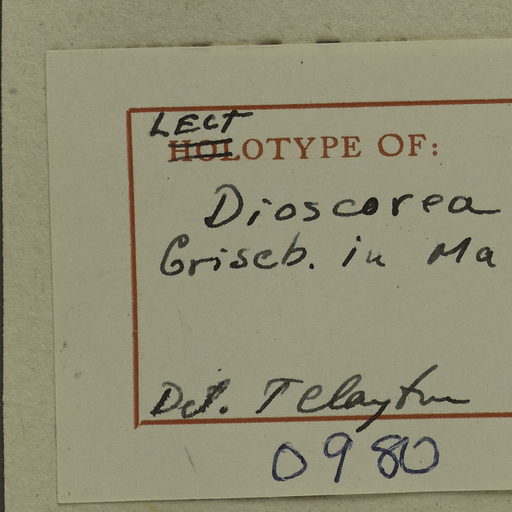 LECT
HOLOTYPE OF:
Dioscorea
Griseb. in Ma
Det. T Clayton
0980